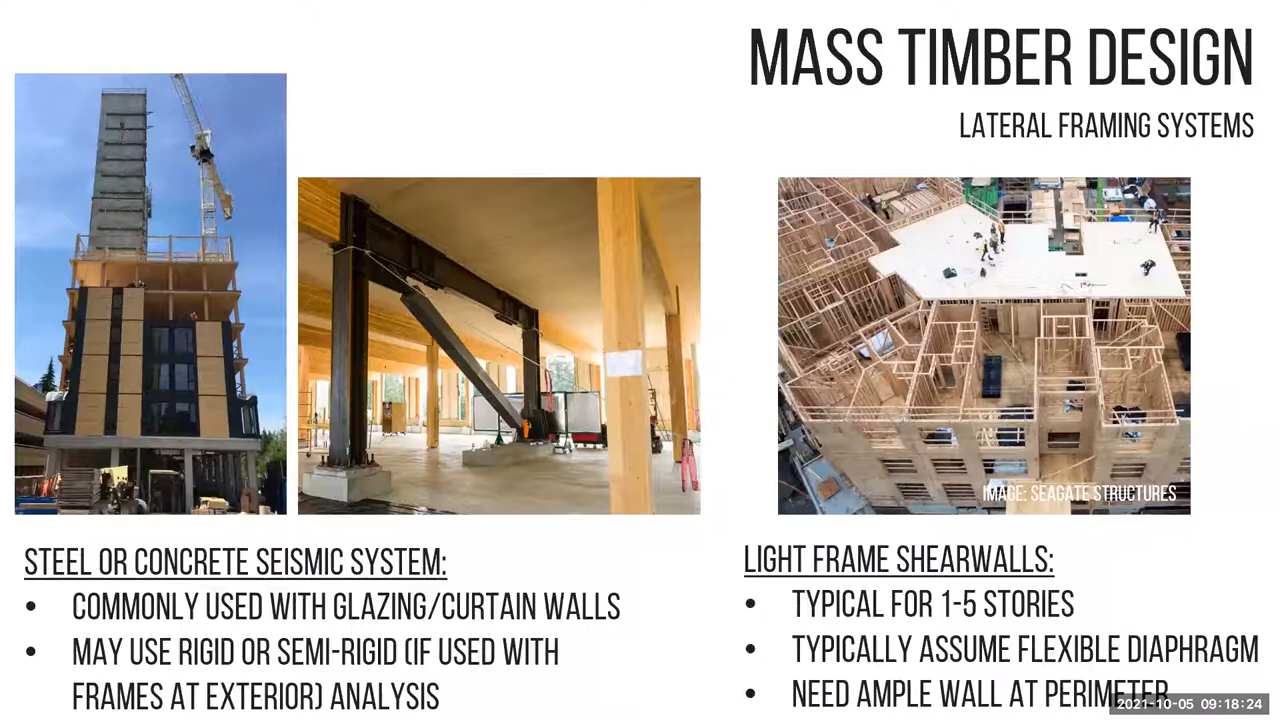 MASS TIMBER DESIGN
LATERAL FRAMING SYSTEMS
IMAGE: SEAGATE STRUCTURES
STEEL OR CONCRETE SEISMIC SYSTEM:
• COMMONLY USED WITH GLAZING/CURTAIN WALLS
• MAY USE RIGID OR SEMI-RIGID (IF USED WITH
FRAMES AT EXTERIOR) ANALYSIS
LIGHT FRAME SHEARWALLS:
• TYPICAL FOR 1-5 STORIES
• TYPICALLY ASSUME FLEXIBLE DIAPHRAGM
• NEED AMPLE WALL AT PERIMETER
2021-10-05 09:18:24